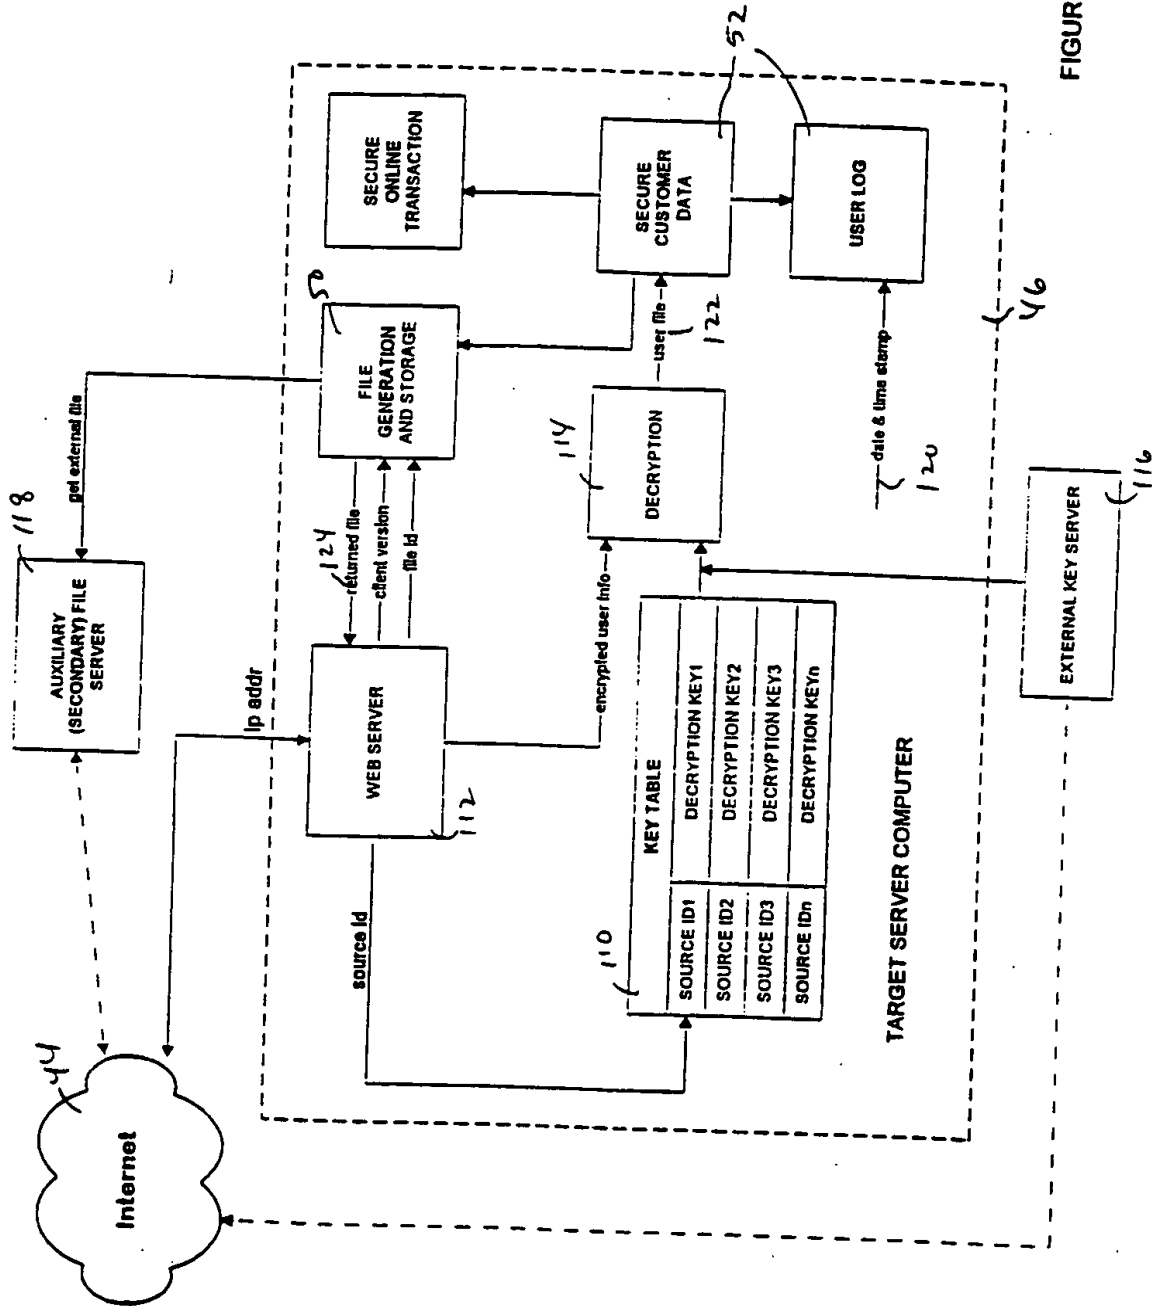 Internet
44
AUXILIARY
(SECONDARY) FILE
SERVER
118
get external file
ip addr
source id
WEB SERVER
112
returned file
124
client version
file id
FILE
GENERATION
AND STORAGE
50
SECURE
ONLINE
TRANSACTION
encrypted user info
DECRYPTION
114
user file
122
SECURE
CUSTOMER
DATA
52
USER LOG
date & time stamp
120
KEY TABLE
110
SOURCE ID1 DECRYPTION KEY1
SOURCE ID2 DECRYPTION KEY2
SOURCE ID3 DECRYPTION KEY3
SOURCE IDn DECRYPTION KEYn
TARGET SERVER COMPUTER
46
EXTERNAL KEY SERVER
116
FIGUR